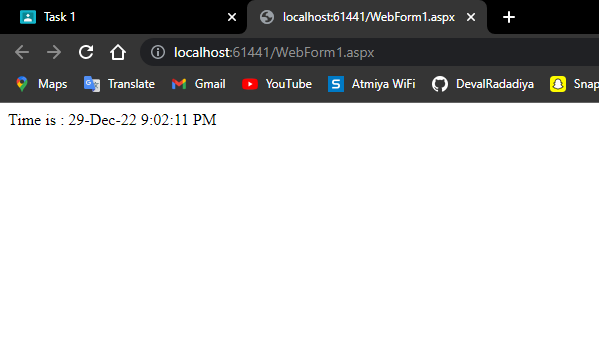 Task 1
localhost:61441/WebForm1.aspx
localhost:61441/WebForm1.aspx
Maps Translate Gmail YouTube Atmiya WiFi DevalRadadiya Snap
Time is : 29-Dec-22 9:02:11 PM